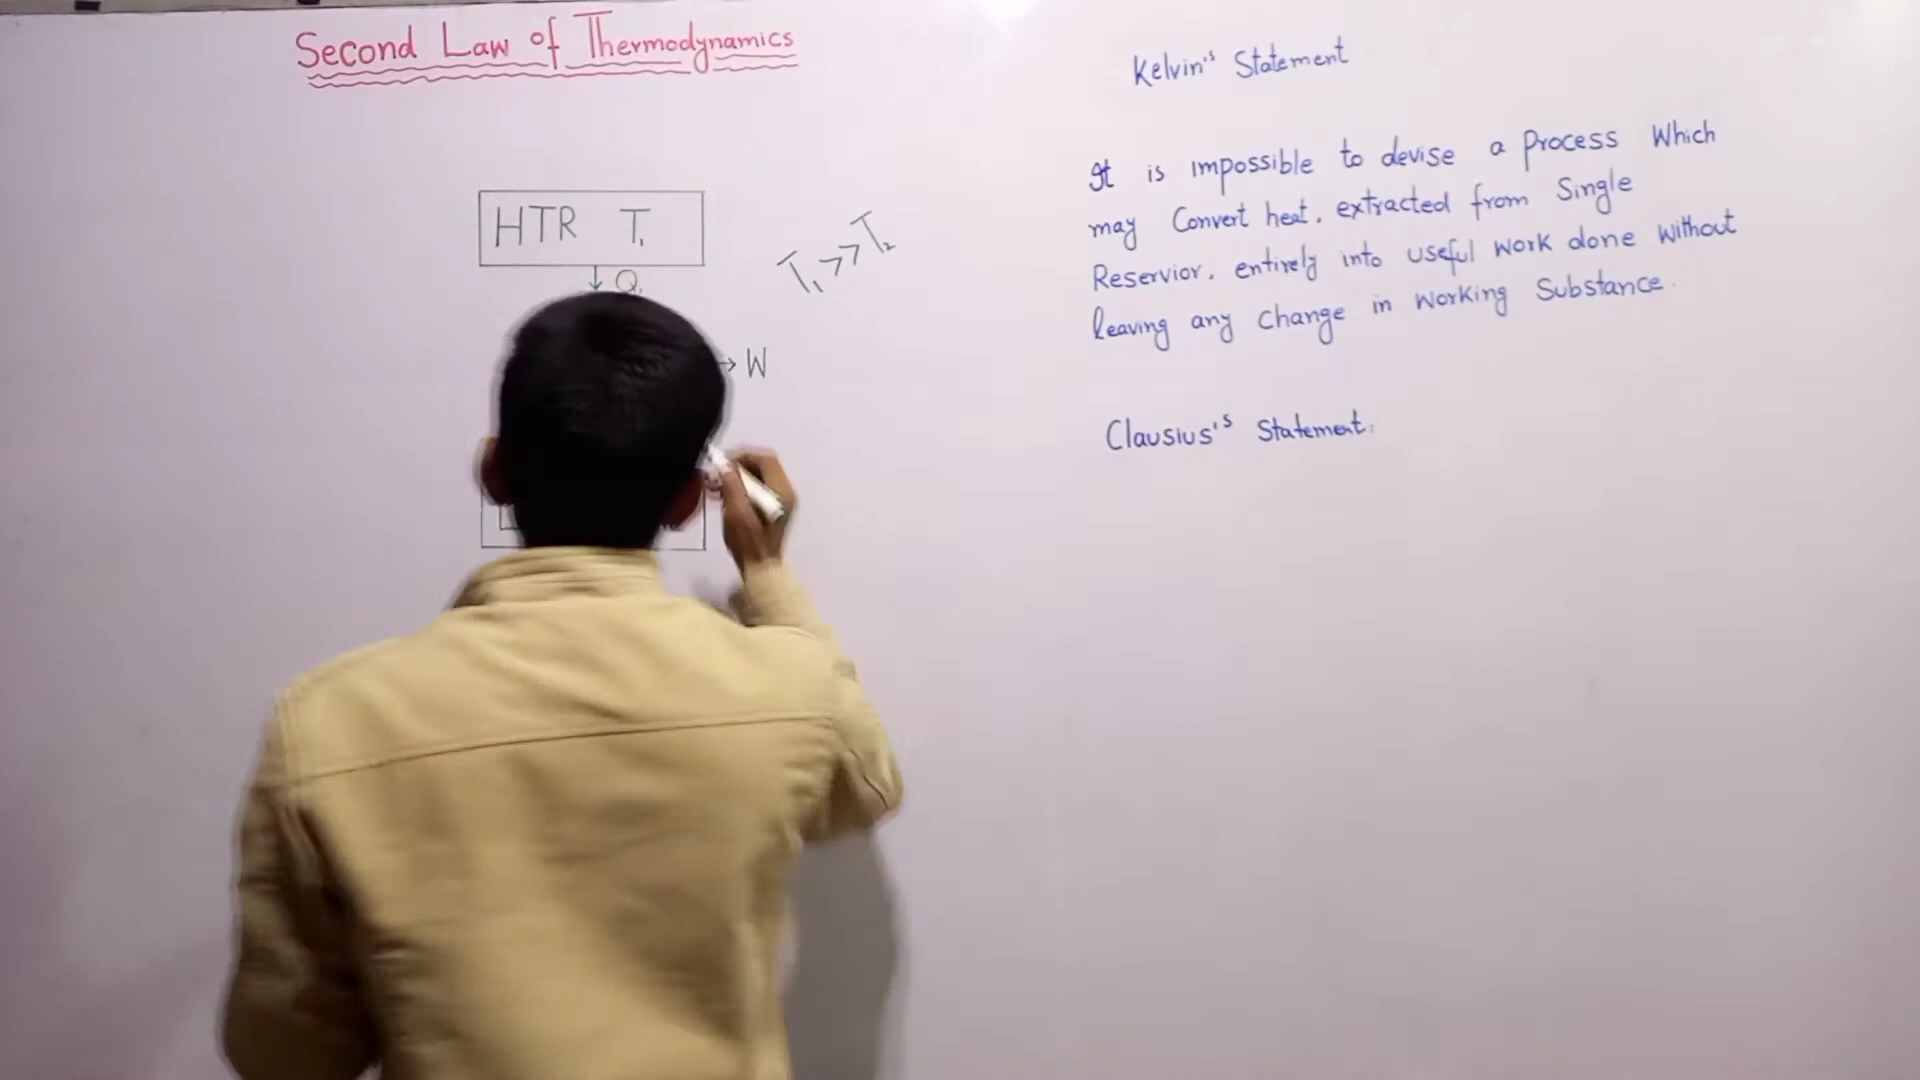 Second Law of Thermodynamics
HTR T₁
Q₁
W
T₁ >> T₂
Kelvin's Statement
It is impossible to devise a Process Which
may Convert heat, extracted from Single
Reservior, entirely into useful work done without
leaving any change in working Substance.
Clausius's Statement: